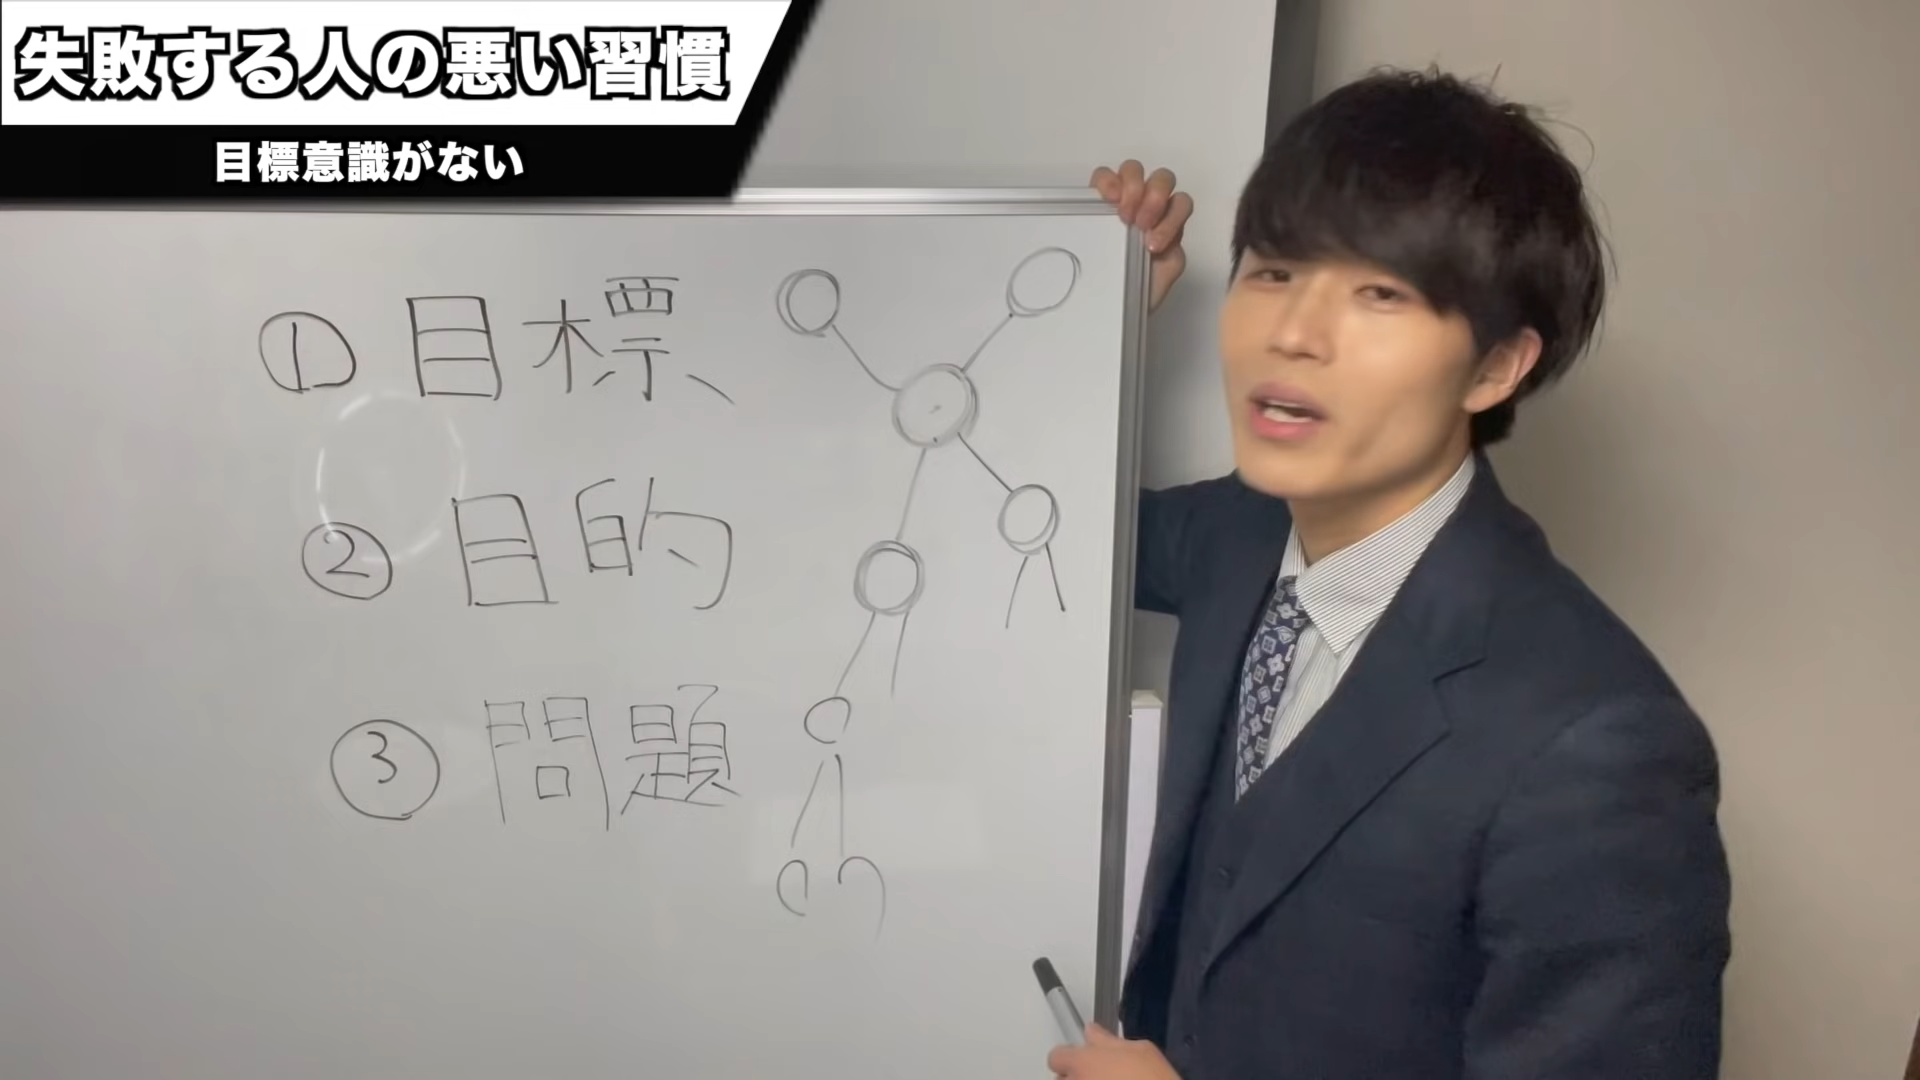 失敗する人の悪い習慣
目標意識がない
① 目標、
② 目的
③ 問題